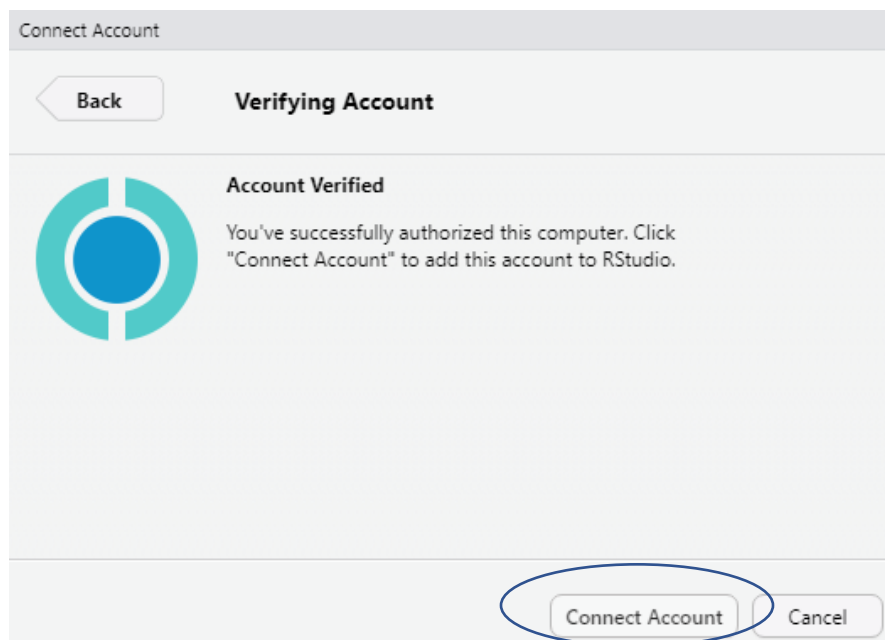 Connect Account
Back
Verifying Account
Account Verified
You've successfully authorized this computer. Click
"Connect Account" to add this account to RStudio.
Connect Account
Cancel